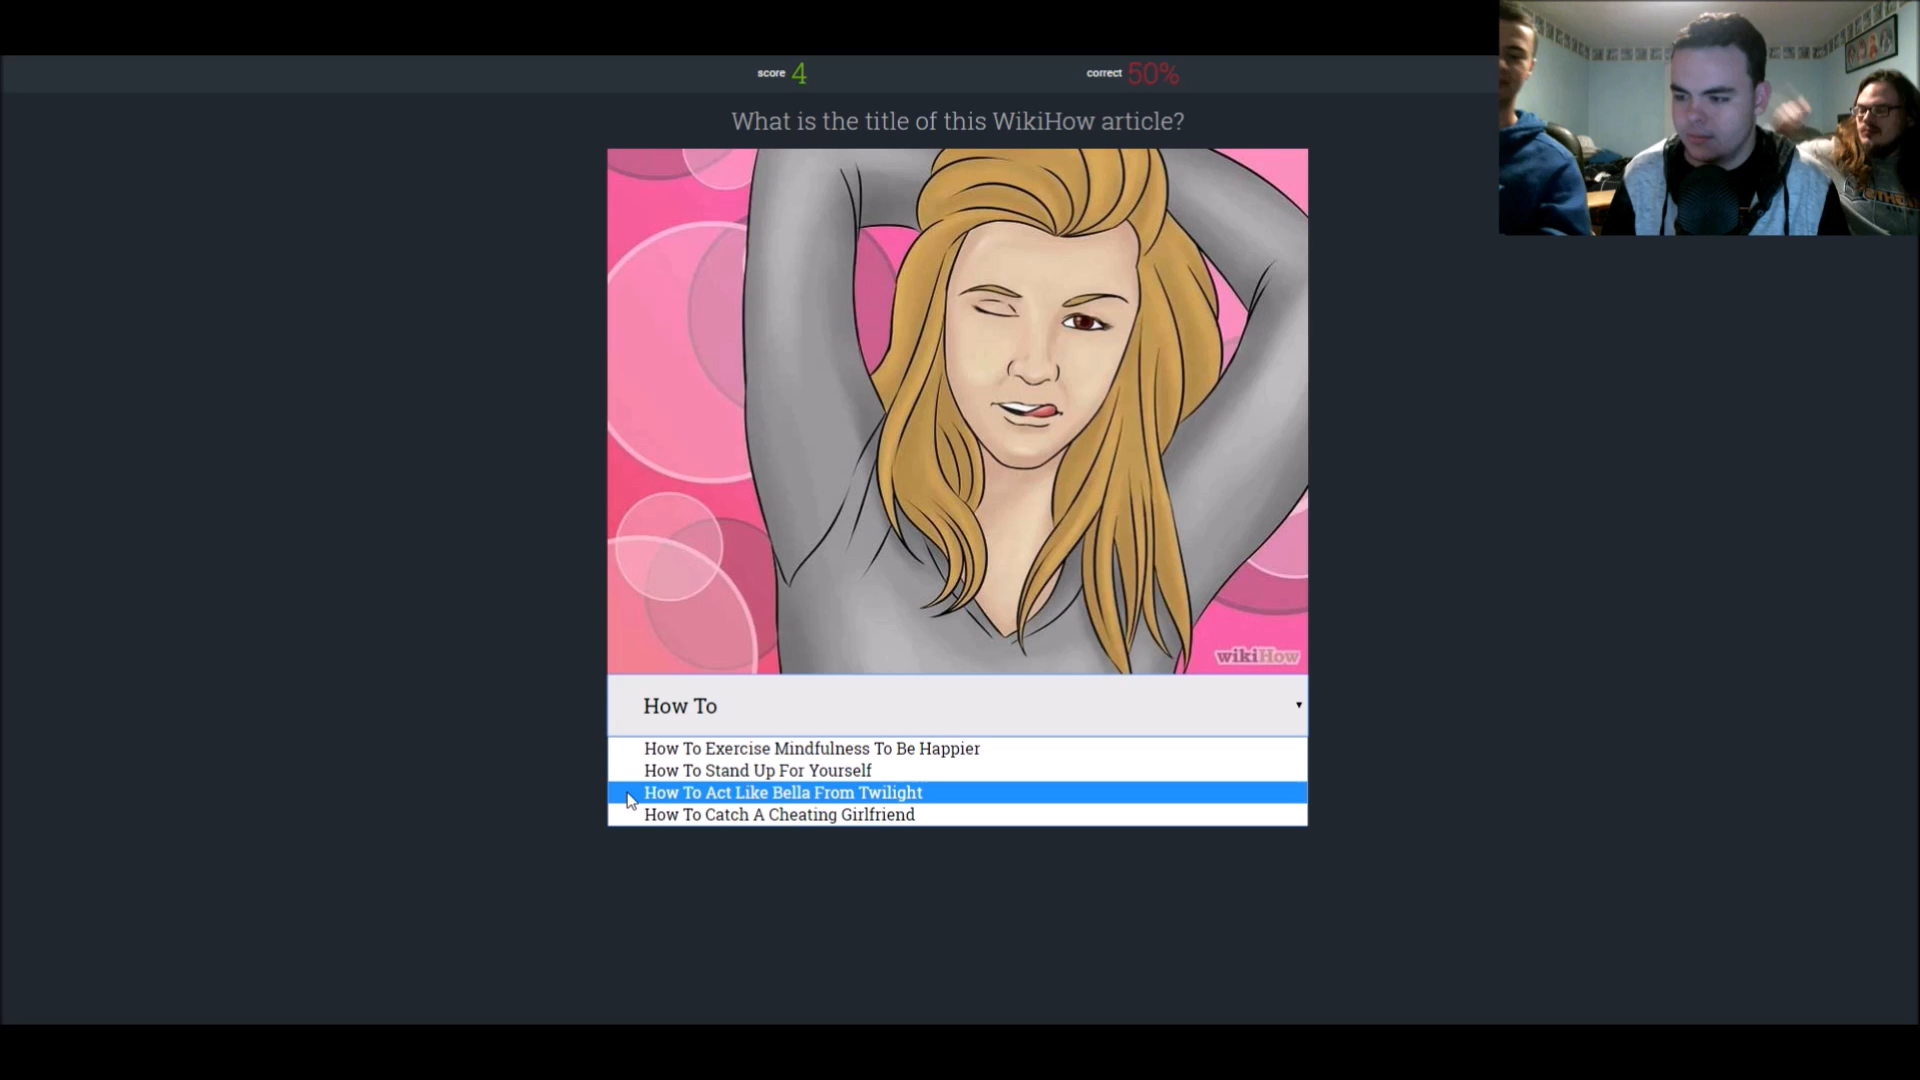 score 4
correct 50%
What is the title of this WikiHow article?
wikiHow
How To
How To Exercise Mindfulness To Be Happier
How To Stand Up For Yourself
How To Act Like Bella From Twilight
How To Catch A Cheating Girlfriend